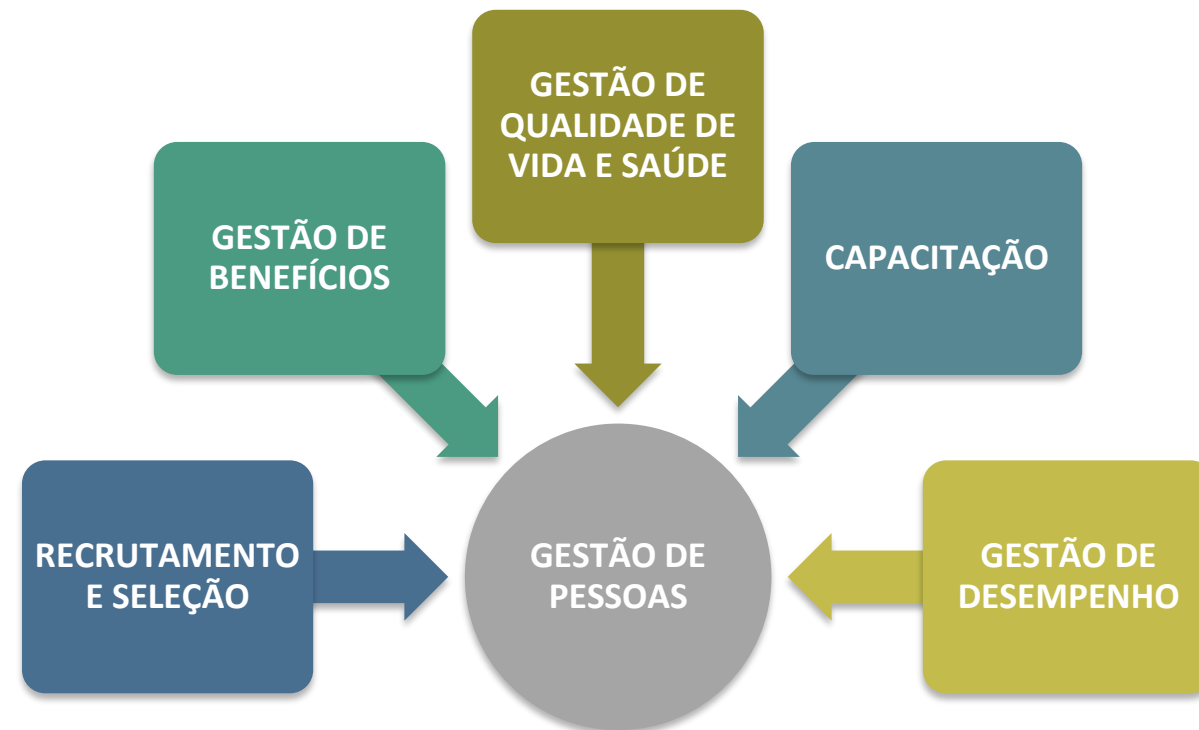 GESTÃO DE
QUALIDADE DE
VIDA E SAÚDE
GESTÃO DE
BENEFÍCIOS
CAPACITAÇÃO
RECRUTAMENTO
E SELEÇÃO
GESTÃO DE
PESSOAS
GESTÃO DE
DESEMPENHO